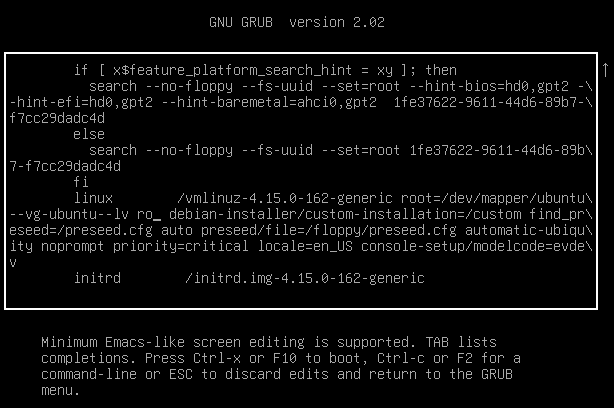 GNU GRUB  version 2.02
if [ x$feature_platform_search_hint = xy ]; then
search --no-floppy --fs-uuid --set=root --hint-bios=hd0,gpt2 -\
-hint-efi=hd0,gpt2 --hint-baremetal=ahci0,gpt2  1fe37622-9611-44d6-89b7-\
f7cc29dadc4d
else
search --no-floppy --fs-uuid --set=root 1fe37622-9611-44d6-89b\
7-f7cc29dadc4d
fi
linux        /vmlinuz-4.15.0-162-generic root=/dev/mapper/ubuntu\
--vg-ubuntu--lv ro_ debian-installer/custom-installation=/custom find_pr\
eseed=/preseed.cfg auto preseed/file=/floppy/preseed.cfg automatic-ubiqu\
ity noprompt priority=critical locale=en_US console-setup/modelcode=evde\
v
initrd        /initrd.img-4.15.0-162-generic
Minimum Emacs-like screen editing is supported. TAB lists
completions. Press Ctrl-x or F10 to boot, Ctrl-c or F2 for a
command-line or ESC to discard edits and return to the GRUB
menu.